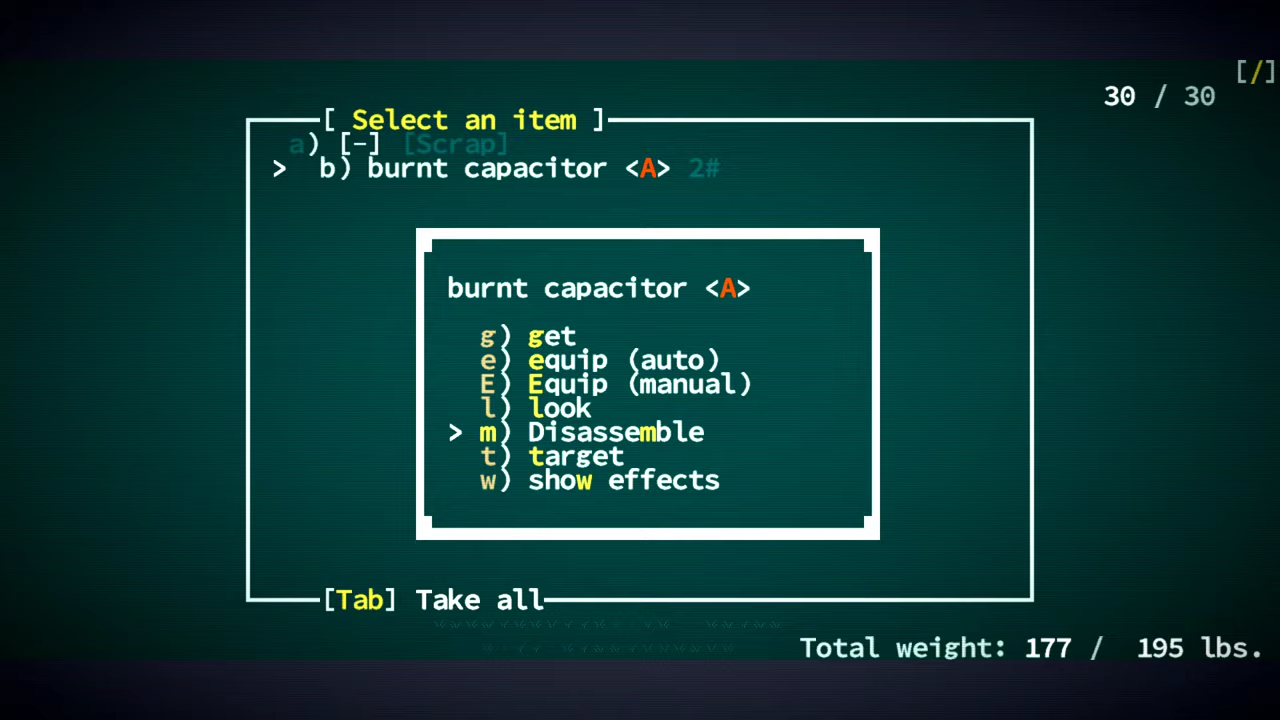 [/]
30 / 30
[ Select an item ]
a) [-] [Scrap]
> b) burnt capacitor <A> 2#
burnt capacitor <A>
g) get
e) equip (auto)
E) Equip (manual)
l) look
> m) Disassemble
t) target
w) show effects
[Tab] Take all
Total weight: 177 / 195 lbs.